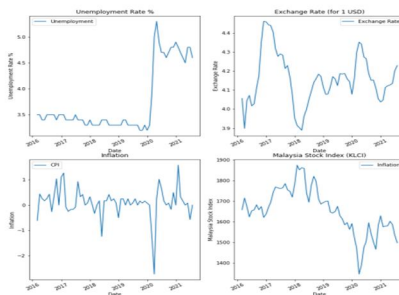 Unemployment Rate %
Unemployment
Unemployment Rate %
5.0
4.5
4.0
3.5
2016
2017
2018
2019
2020
2021
Date
Exchange Rate (for 1 USD)
Exchange Rate
Exchange Rate
4.4
4.3
4.2
4.1
4.0
3.9
2016
2017
2018
2019
2020
2021
Date
Inflation
CPI
Inflation
1
0
−1
−2
2016
2017
2018
2019
2020
2021
Date
Malaysia Stock Index (KLCI)
Inflation
Malaysia Stock Index
1900
1800
1700
1600
1500
1400
2016
2017
2018
2019
2020
2021
Date